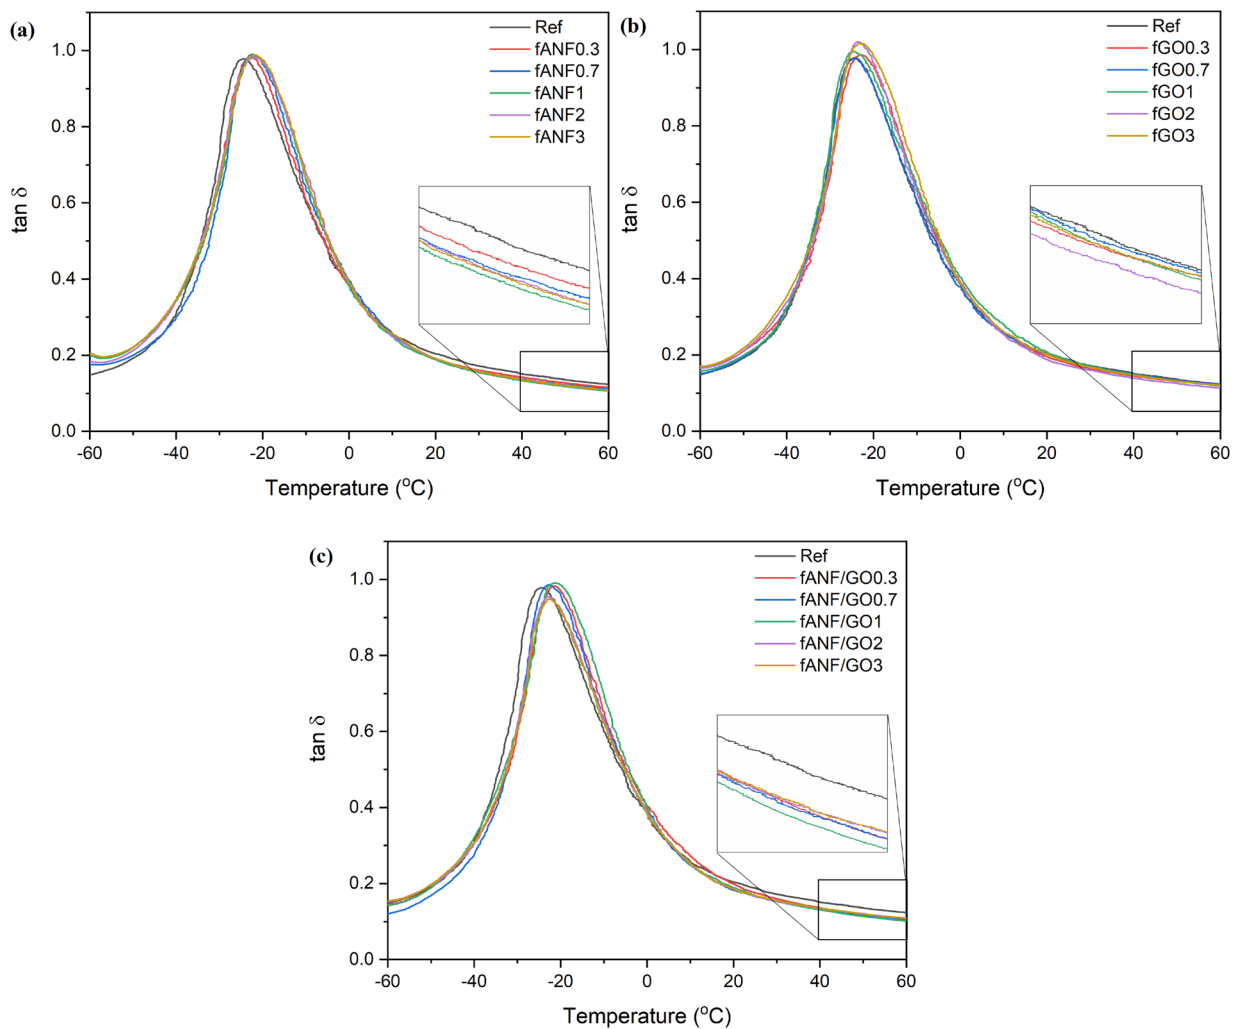 (a)
Ref
fANF0.3
fANF0.7
fANF1
fANF2
fANF3
1.0
0.8
0.6
0.4
0.2
0.0
tan δ
-60 -40 -20 0 20 40 60
Temperature (°C)
(b)
Ref
fGO0.3
fGO0.7
fGO1
fGO2
fGO3
1.0
0.8
0.6
0.4
0.2
0.0
tan δ
-60 -40 -20 0 20 40 60
Temperature (°C)
(c)
Ref
fANF/GO0.3
fANF/GO0.7
fANF/GO1
fANF/GO2
fANF/GO3
1.0
0.8
0.6
0.4
0.2
0.0
tan δ
-60 -40 -20 0 20 40 60
Temperature (°C)